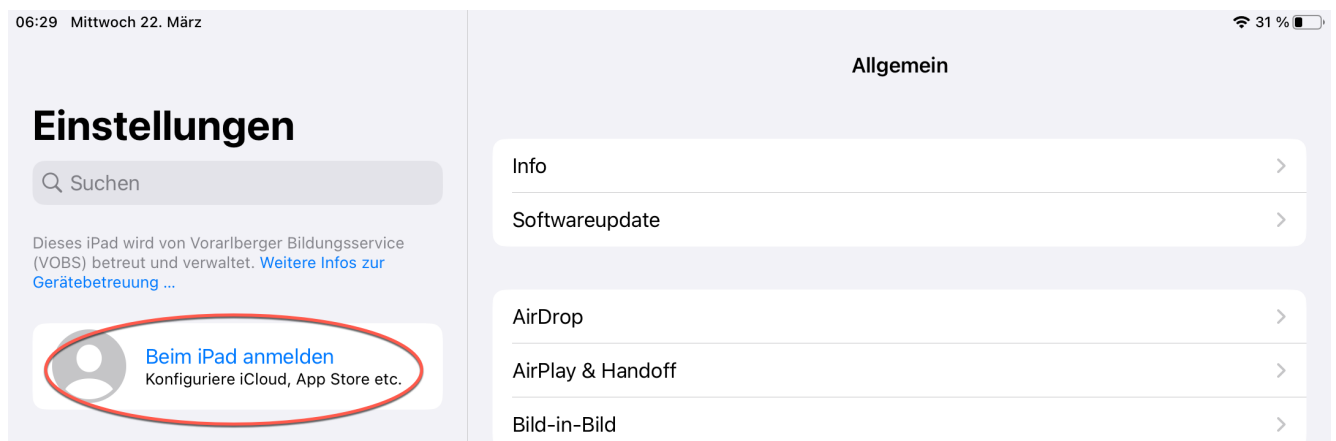 06:29 Mittwoch 22. März
31 %
Einstellungen
Suchen
Dieses iPad wird von Vorarlberger Bildungsservice
(VOBS) betreut und verwaltet. Weitere Infos zur
Gerätebetreuung ...
Beim iPad anmelden
Konfiguriere iCloud, App Store etc.
Allgemein
Info
Softwareupdate
AirDrop
AirPlay & Handoff
Bild-in-Bild